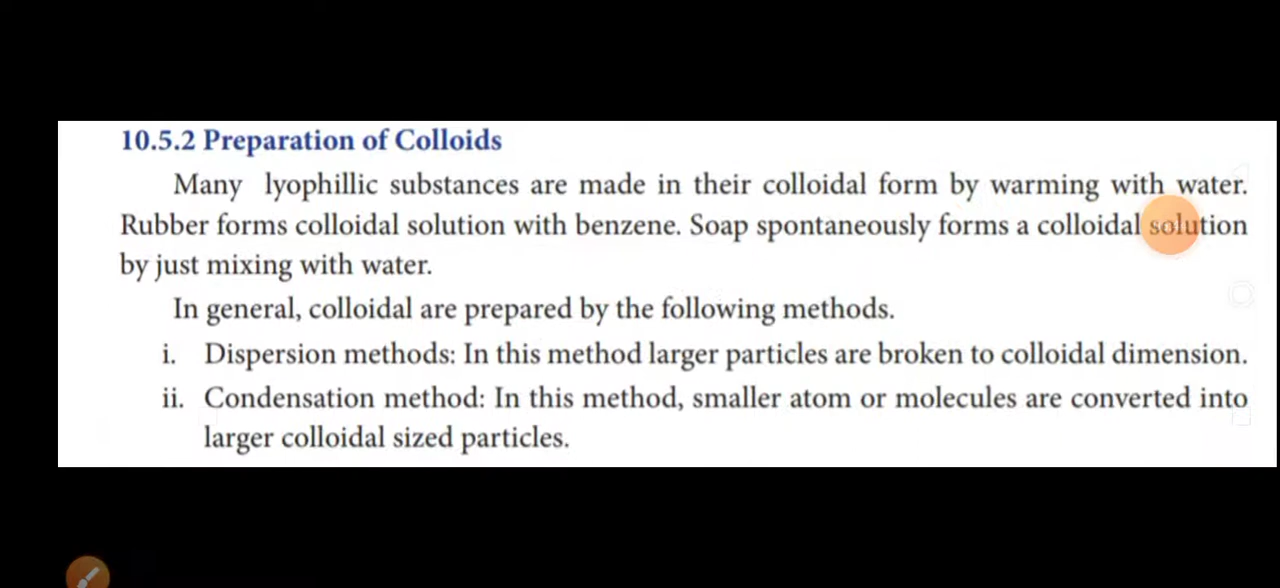 10.5.2 Preparation of Colloids
Many lyophillic substances are made in their colloidal form by warming with water.
Rubber forms colloidal solution with benzene. Soap spontaneously forms a colloidal solution
by just mixing with water.
In general, colloidal are prepared by the following methods.
i. Dispersion methods: In this method larger particles are broken to colloidal dimension.
ii. Condensation method: In this method, smaller atom or molecules are converted into
larger colloidal sized particles.